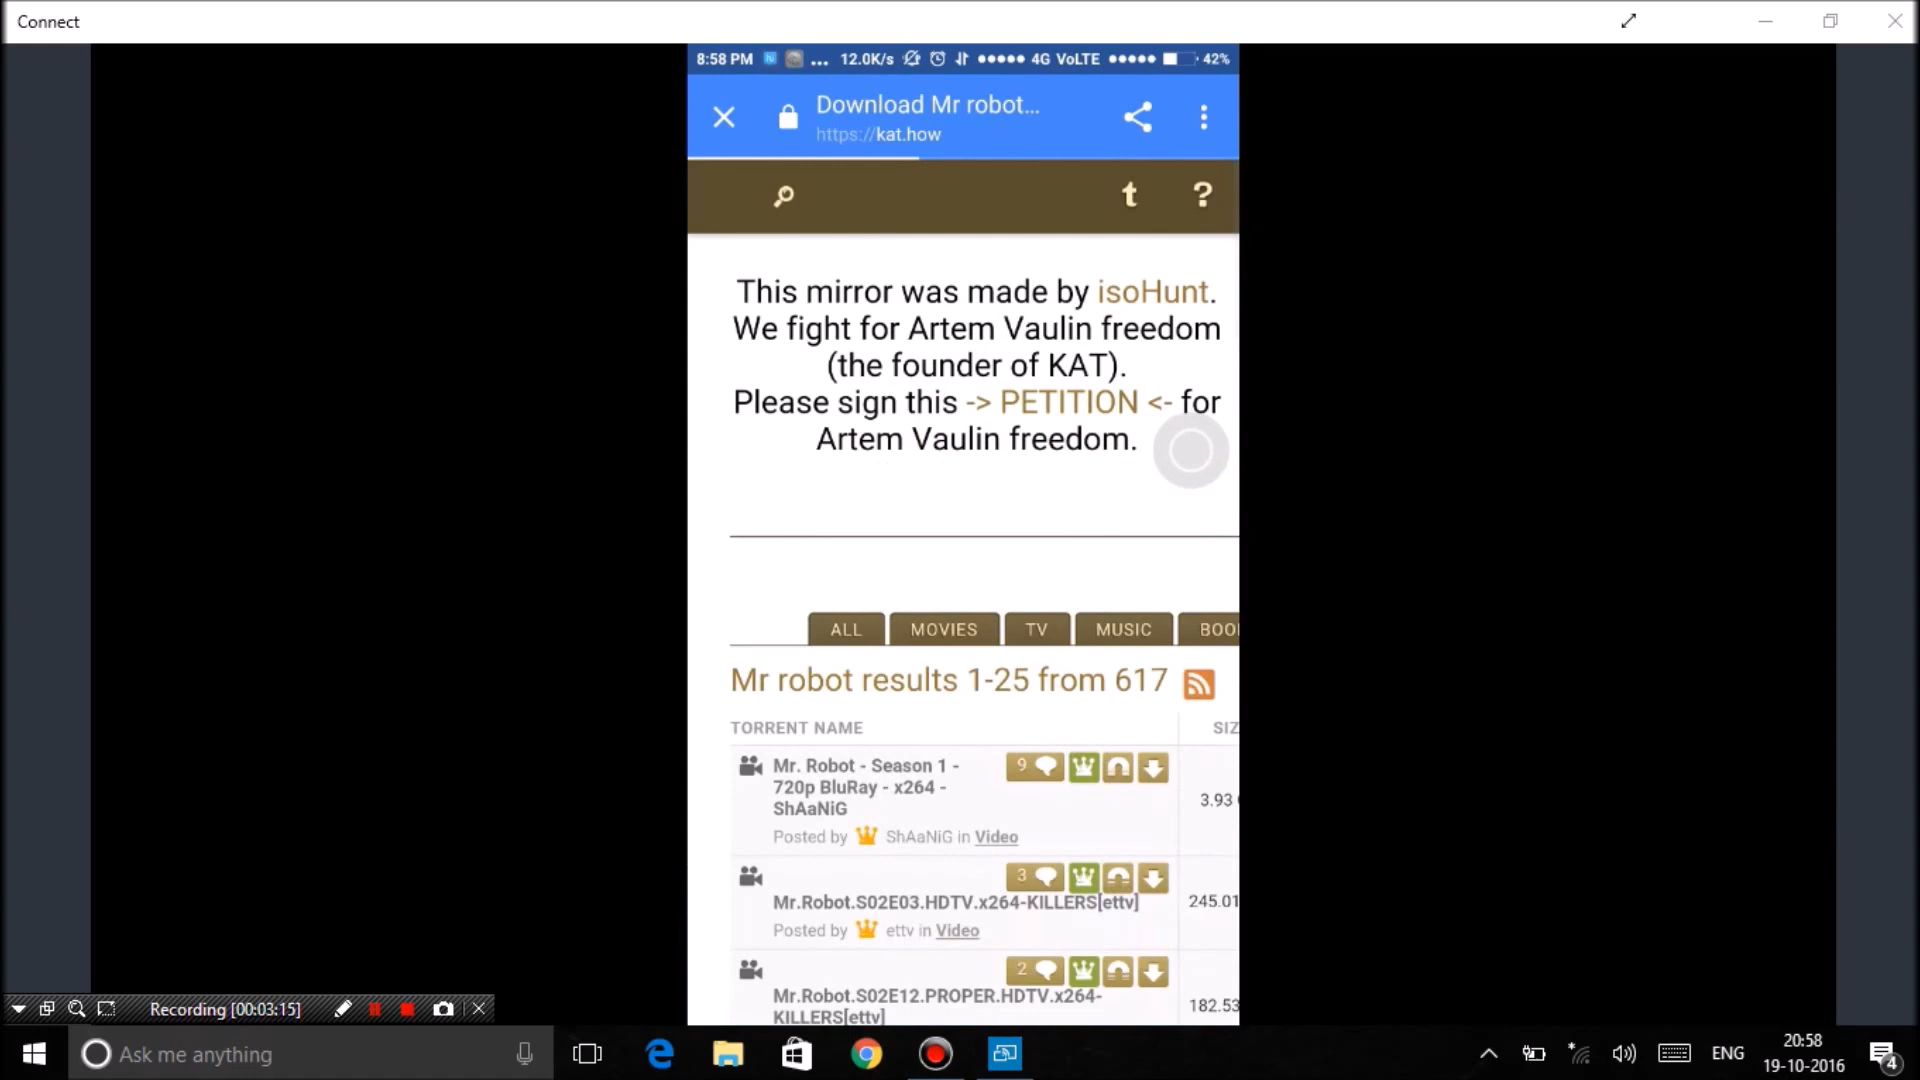 Connect
8:58 PM ... 12.0K/s 4G VoLTE 42%
Download Mr robot...
https://kat.how
t ?
This mirror was made by isoHunt.
We fight for Artem Vaulin freedom
(the founder of KAT).
Please sign this -> PETITION <- for
Artem Vaulin freedom.
ALL MOVIES TV MUSIC BOO
Mr robot results 1-25 from 617
TORRENT NAME SIZ
Mr. Robot - Season 1 - 9
720p BluRay - x264 -
ShAaNiG 3.93
Posted by ShAaNiG in Video
3
Mr.Robot.S02E03.HDTV.x264-KILLERS[ettv] 245.01
Posted by ettv in Video
2
Mr.Robot.S02E12.PROPER.HDTV.x264- 182.53
KILLERS[ettv]
Recording [00:03:15]
Ask me anything
ENG
20:58
19-10-2016
4